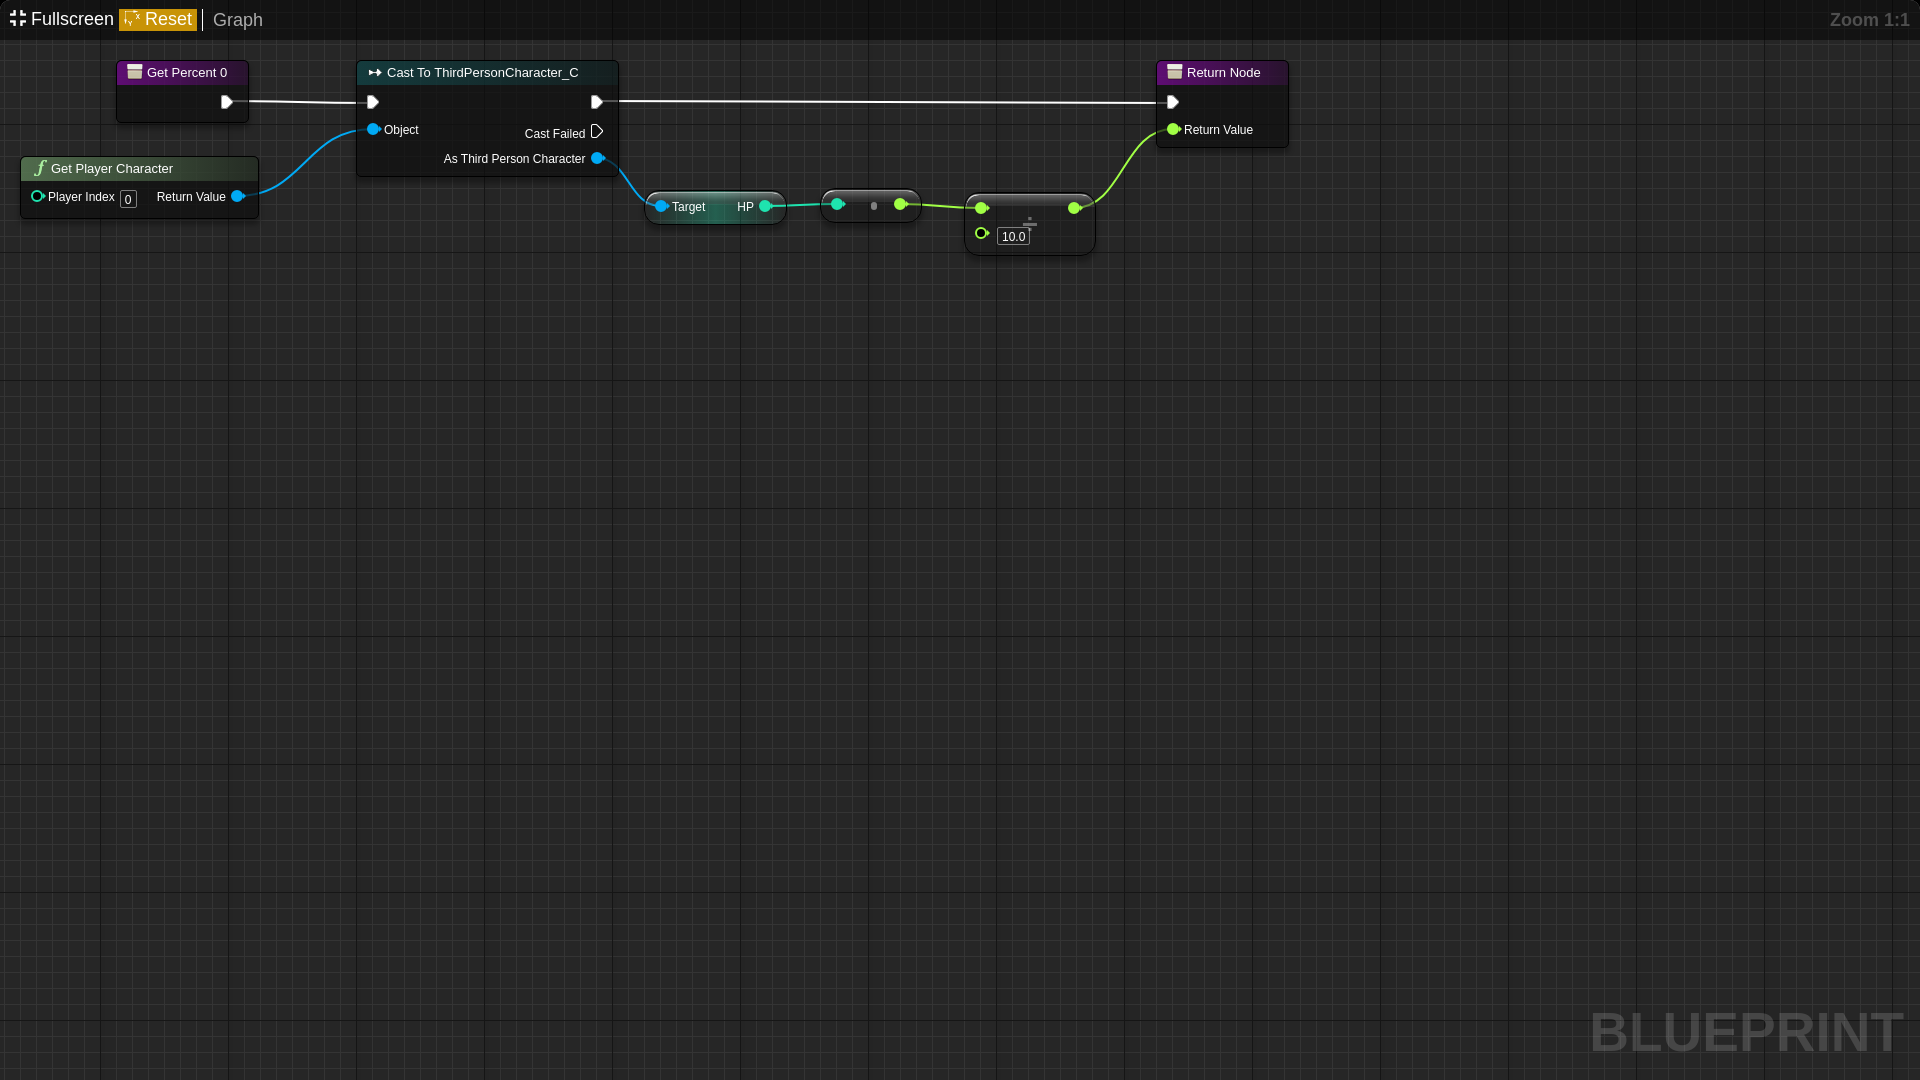 Fullscreen Reset Graph Zoom 1:1
Get Percent 0
Cast To ThirdPersonCharacter_C
Return Node
Object
Cast Failed
As Third Person Character
Return Value
Get Player Character
Player Index 0 Return Value
Target HP
÷
10.0
BLUEPRINT